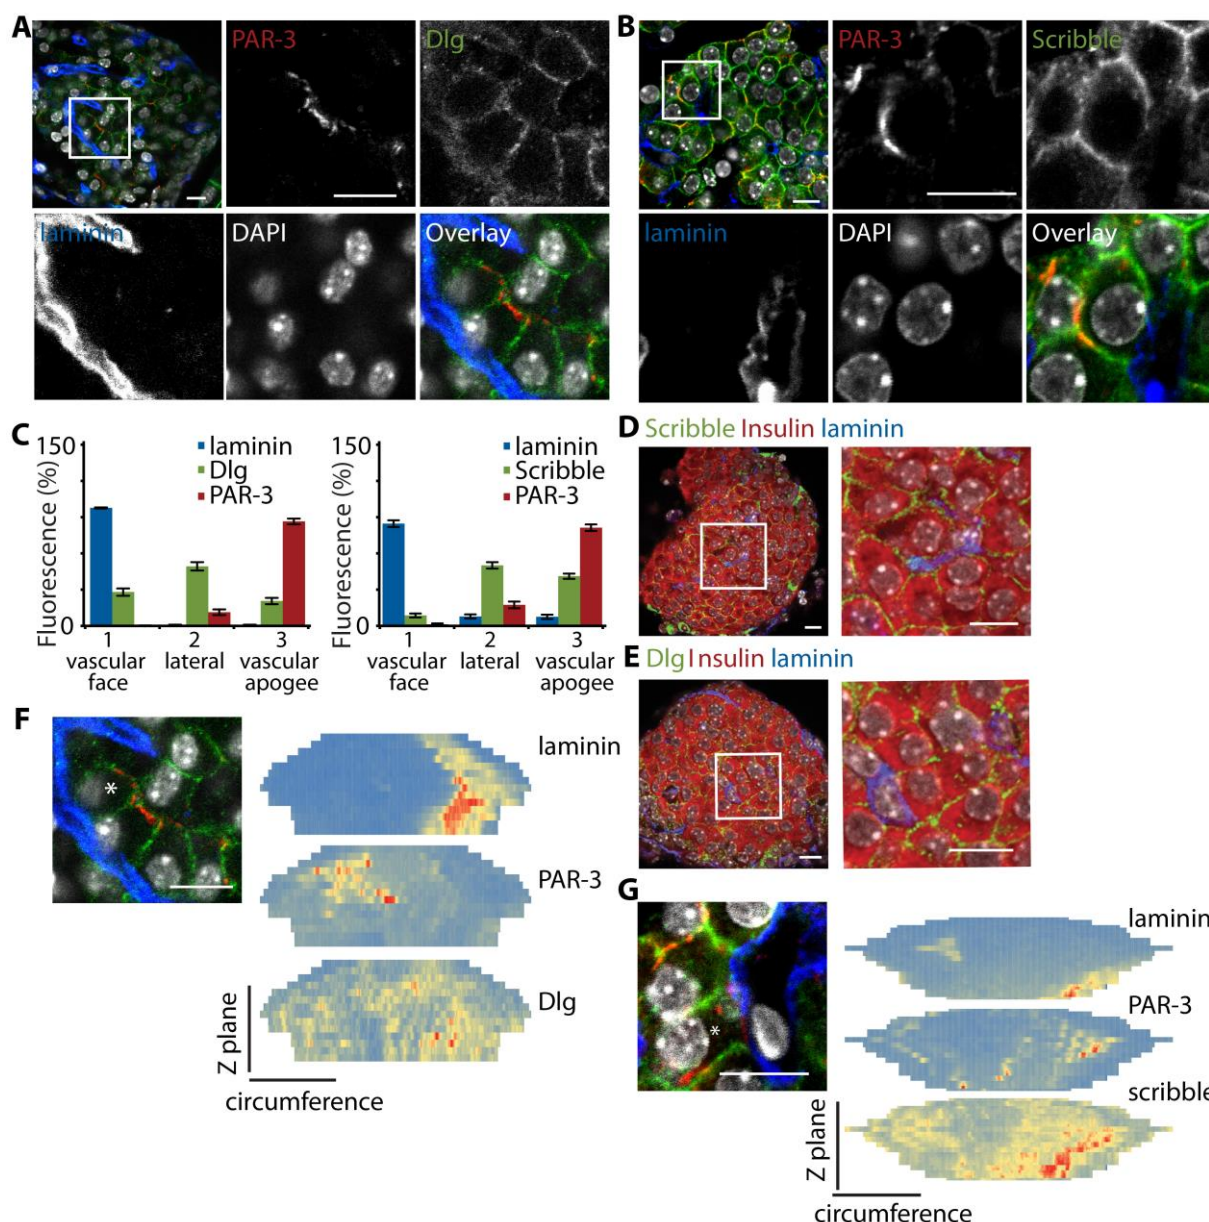 A
PAR-3
Dlg
laminin
DAPI
Overlay
B
PAR-3
Scribble
laminin
DAPI
Overlay
C
Fluorescence (%)
150
0
laminin
Dlg
PAR-3
1 2 3
vascular face
lateral
vascular apogee
Fluorescence (%)
150
0
laminin
Scribble
PAR-3
1 2 3
vascular face
lateral
vascular apogee
D Scribble Insulin laminin
E Dlg Insulin laminin
F
*
laminin
PAR-3
Dlg
Z plane
circumference
G
*
laminin
PAR-3
scribble
Z plane
circumference